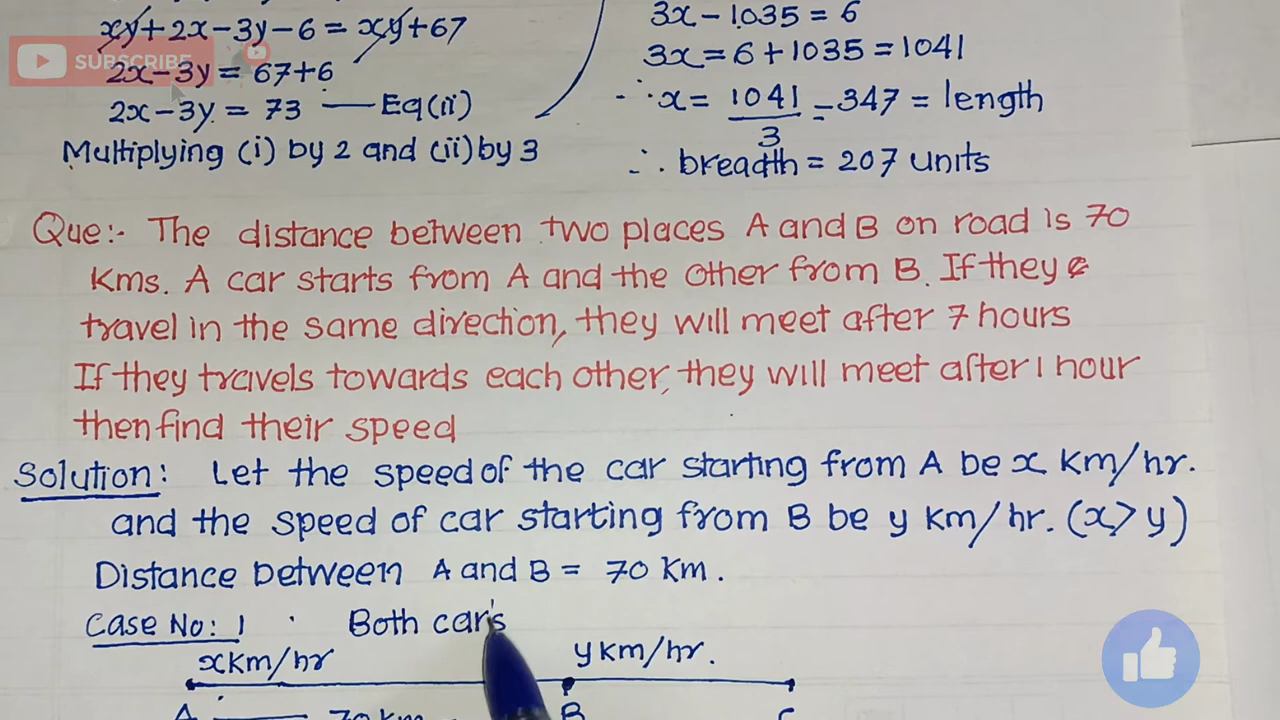 xy+2x-3y-6 = xy+67
SUBSCRIBE
2x-3y = 67+6
2x-3y = 73 — Eq(ii)
Multiplying (i) by 2 and (ii) by 3
3x-1035 = 6
3x = 6+1035 = 1041
∴ x = 1041/3 = 347 = length
∴ breadth = 207 units
Que:- The distance between two places A and B on road is 70
Kms. A car starts from A and the other from B. If they
travel in the same direction, they will meet after 7 hours
If they travels towards each other, they will meet after 1 hour
then find their speed
Solution: Let the speed of the car starting from A be x Km/hr.
and the speed of car starting from B be y Km/hr. (x>y)
Distance between A and B = 70 Km.
Case No: 1 Both car's
x Km/hr y Km/hr.
A 70 km B C